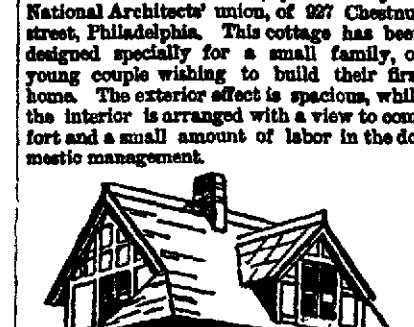 National Architects' union, of 927 Chestnu
street, Philadelphia. This cottage has bee
designed specially for a small family, o
young couple wishing to build their firs
home. The exterior effect is spacious, whil
the interior is arranged with a view to com
fort and a small amount of labor in the do
mestic management.